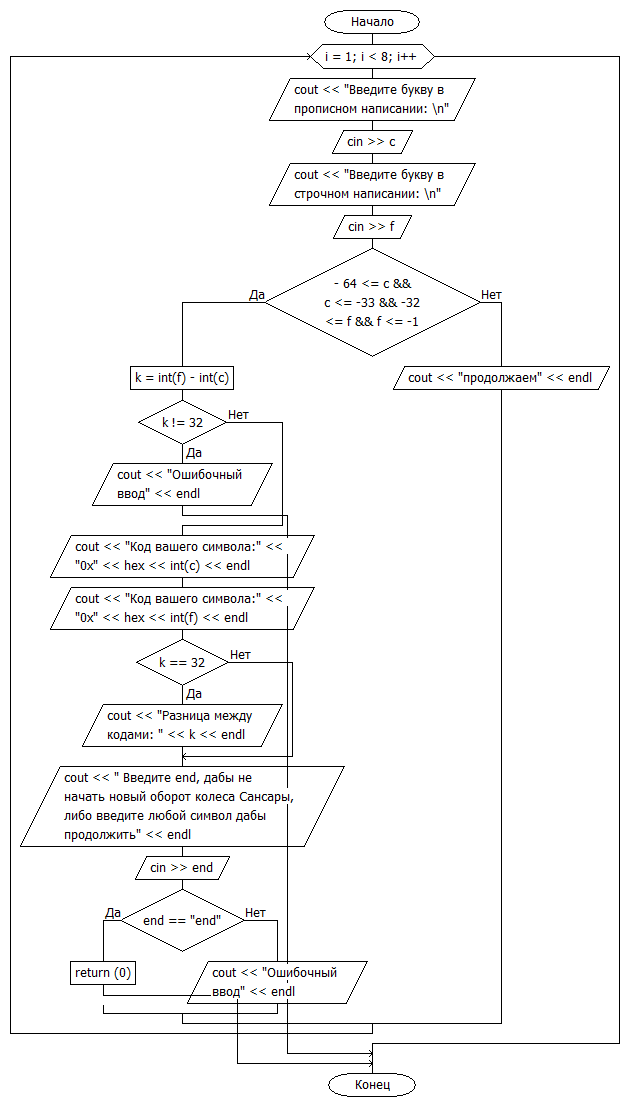 Начало
i = 1; i < 8; i++
cout << "Введите букву в
прописном написании: \n"
cin >> c
cout << "Введите букву в
строчном написании: \n"
cin >> f
- 64 <= c &&
c <= -33 && -32
<= f && f <= -1
Да
Нет
k = int(f) - int(c)
cout << "продолжаем" << endl
k != 32
Нет
Да
cout << "Ошибочный
ввод" << endl
cout << "Код вашего символа:" <<
"0x" << hex << int(c) << endl
cout << "Код вашего символа:" <<
"0x" << hex << int(f) << endl
k == 32
Нет
Да
cout << "Разница между
кодами: " << k << endl
cout << " Введите end, дабы не
начать новый оборот колеса Сансары,
либо введите любой символ дабы
продолжить" << endl
cin >> end
end == "end"
Да
Нет
return (0)
cout << "Ошибочный
ввод" << endl
Конец